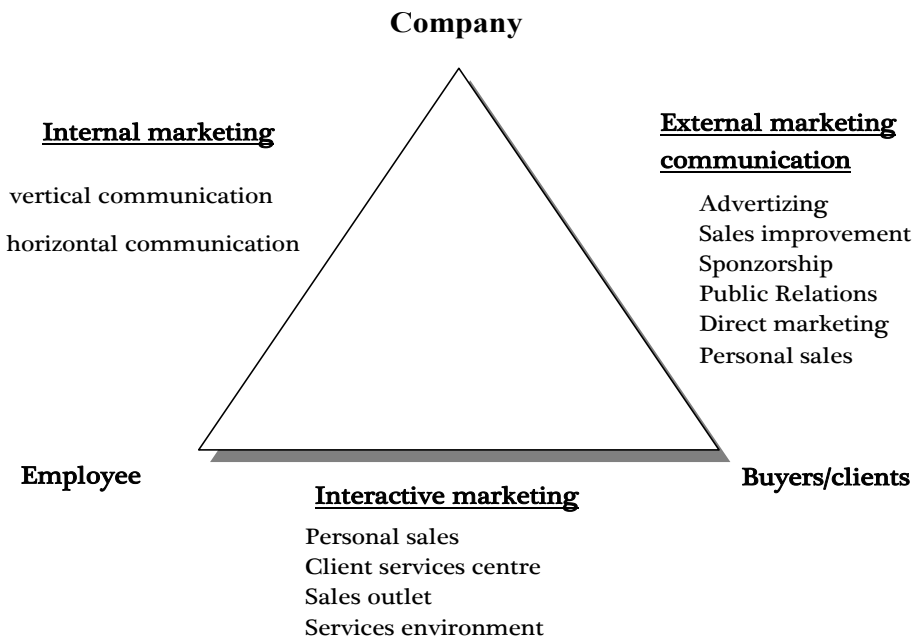 Company
Internal marketing
vertical communication
horizontal communication
External marketing
communication
Advertizing
Sales improvement
Sponzorship
Public Relations
Direct marketing
Personal sales
Employee
Buyers/clients
Interactive marketing
Personal sales
Client services centre
Sales outlet
Services environment